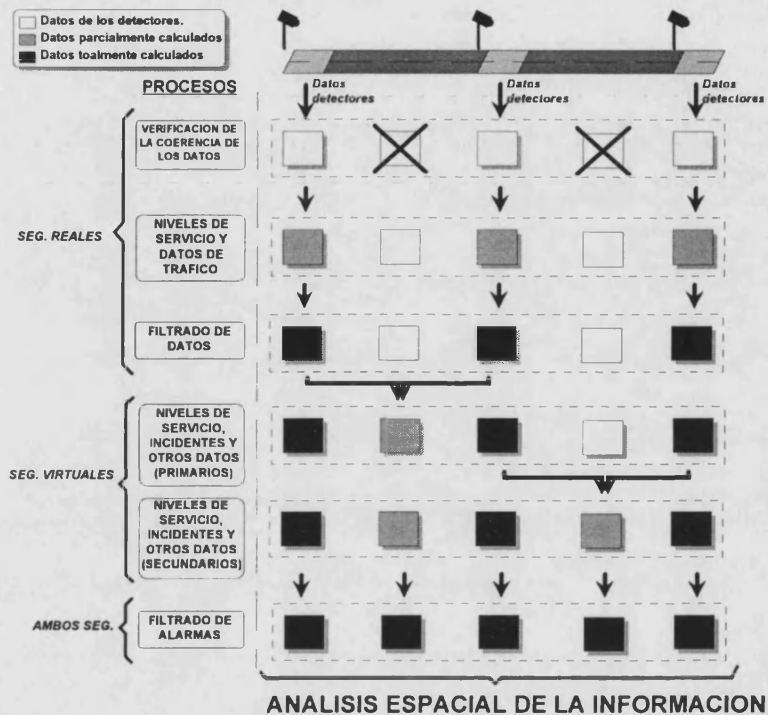 Datos de los detectores.
Datos parcialmente calculados
Datos toalmente calculados
PROCESOS
Datos
detectores
Datos
detectores
Datos
detectores
VERIFICACION DE
LA COERENCIA DE
LOS DATOS
SEG. REALES
NIVELES DE
SERVICIO Y
DATOS DE
TRAFICO
FILTRADO DE
DATOS
NIVELES DE
SERVICIO,
INCIDENTES Y
OTROS DATOS
(PRIMARIOS)
SEG. VIRTUALES
NIVELES DE
SERVICIO,
INCIDENTES Y
OTROS DATOS
(SECUNDARIOS)
AMBOS SEG.
FILTRADO DE
ALARMAS
ANALISIS ESPACIAL DE LA INFORMACION